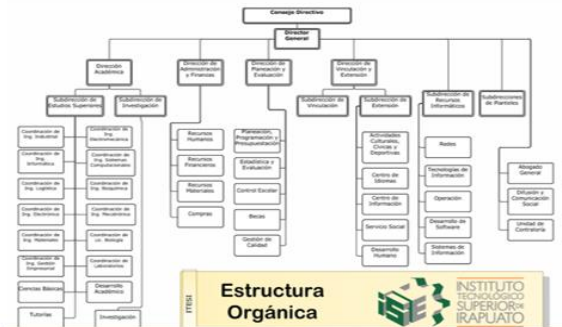 Consejo Directivo
Director
General
Dirección
Académica
Dirección de
Administración
y Finanzas
Dirección de
Planeación y
Evaluación
Dirección de
Vinculación y
Extensión
Subdirección de
Estudios Superiores
Subdirección de
Investigación
Subdirección de
Vinculación
Subdirección de
Extensión
Subdirección de
Recursos
Informáticos
Subdirecciones
de Planteles
Coordinación de
Ing. Industrial
Coordinación de
Ing.
Electromecánica
Coordinación de
Ing.
Informática
Coordinación de
Ing. Sistemas
Computacionales
Coordinación de
Ing. Logística
Coordinación de
Ing. Bioquímica
Coordinación de
Ing. Electrónica
Coordinación de
Ing. Mecatrónica
Coordinación de
Ing. Materiales
Coordinación de
Lic. Biología
Coordinación de
Ing. Gestión
Empresarial
Coordinación de
Laboratorios
Ciencias Básicas
Desarrollo
Académico
Tutorías
Investigación
Recursos
Humanos
Recursos
Financieros
Recursos
Materiales
Compras
Planeación,
Programación y
Presupuestación
Estadística y
Evaluación
Control Escolar
Becas
Gestión de
Calidad
Actividades
Culturales,
Cívicas y
Deportivas
Centro de
Idiomas
Centro de
Información
Servicio Social
Desarrollo
Humano
Redes
Tecnologías de
Información
Operación
Desarrollo de
Software
Sistemas de
Información
Abogado
General
Difusión y
Comunicación
Social
Unidad de
Contraloría
ITESI
Estructura
Orgánica
INSTITUTO
TECNOLÓGICO
SUPERIOR DE
IRAPUATO